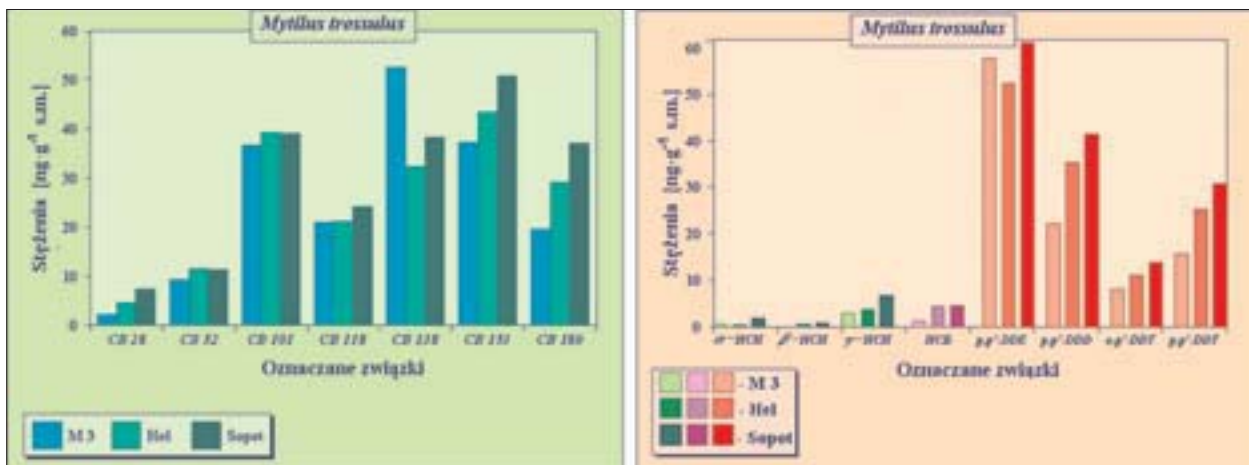 Mytilus trossulus
60
50
40
30
20
10
0
Stężenia [ng·g⁻¹ s.m.]
CB 28 CB 52 CB 101 CB 118 CB 138 CB 153 CB 180
Oznaczane związki
M 3 Hel Sopot
Mytilus trossulus
60
50
40
30
20
10
0
Stężenia [ng·g⁻¹ s.m.]
α-HCH β-HCH γ-HCH HCB p,p'-DDE p,p'-DDD o,p'-DDT p,p'-DDT
Oznaczane związki
- M 3
- Hel
- Sopot